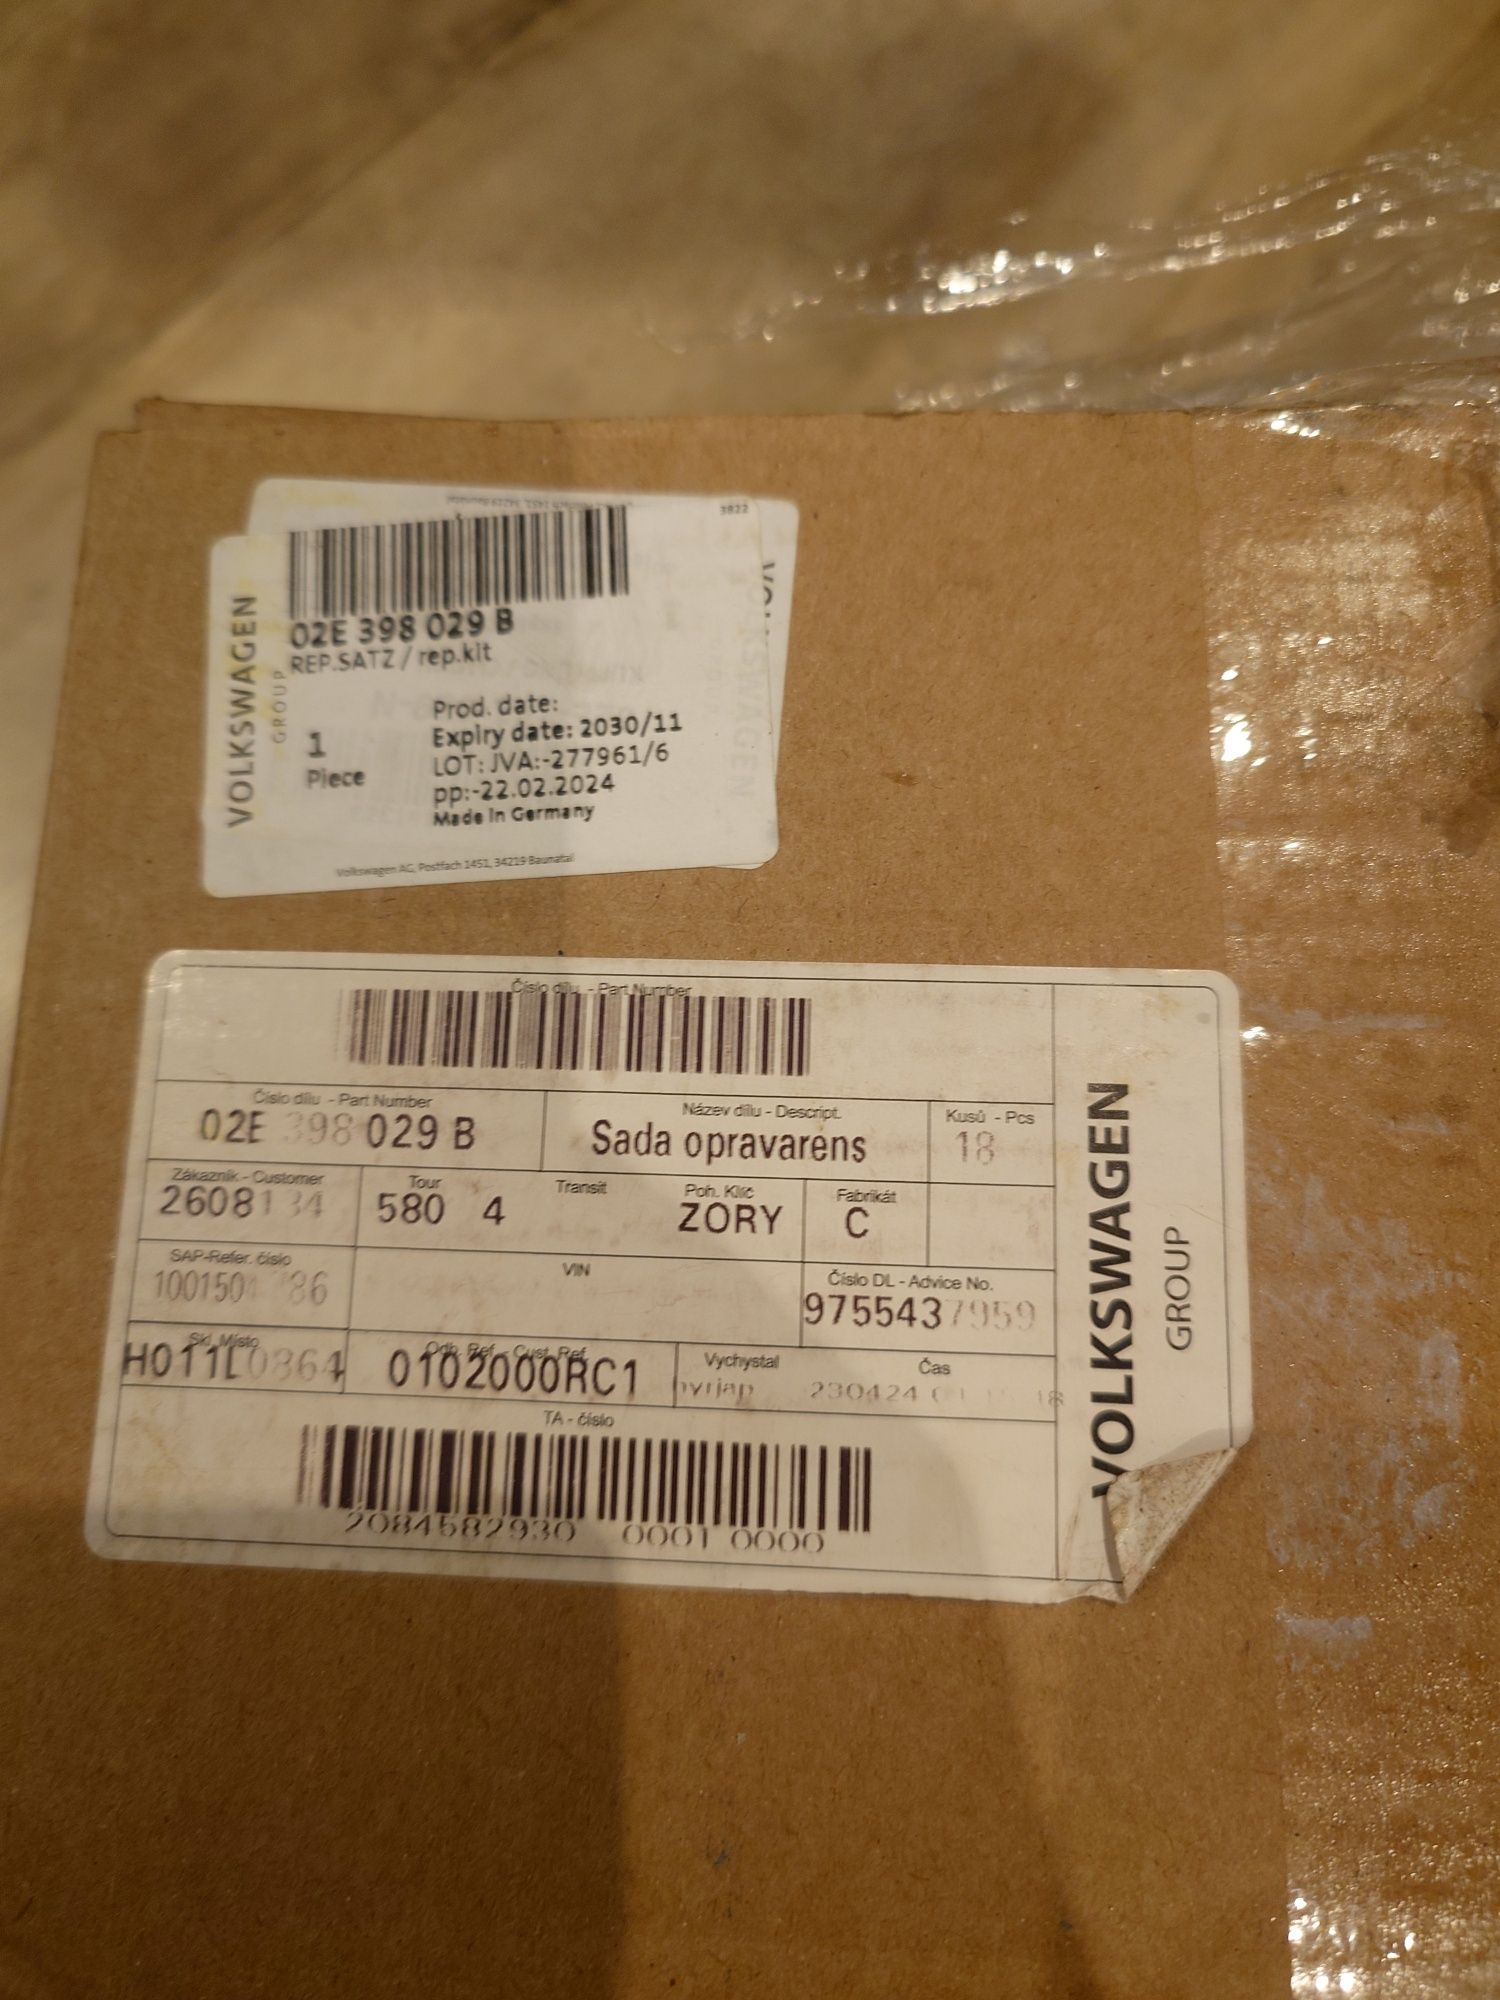 3822
VOLKSWAGEN
GROUP
02E 398 029 B
REP.SATZ / rep.kit
1
Piece
Prod. date:
Expiry date: 2030/11
LOT: JVA:-277961/6
pp:-22.02.2024
Made in Germany
Volkswagen AG, Postfach 1451, 34219 Baunatal
Číslo dílu - Part Number
Číslo dílu - Part Number
02E 398 029 B
Název dílu - Descript.
Sada opravarens
Kusů - Pcs
18
Zákazník - Customer
2608134
Tour
580 4
Transit
Poh. Klíč
ZORY
Fabrikát
C
SAP-Refer. číslo
VIN
Číslo DL - Advice No.
9755437959
Skl. Místo
H011L0364
Odb. Ref. - Cust. Ref.
0102000RC1
Vychystal
Čas
230424
TA - číslo
2084582930 0001 0000
VOLKSWAGEN
GROUP